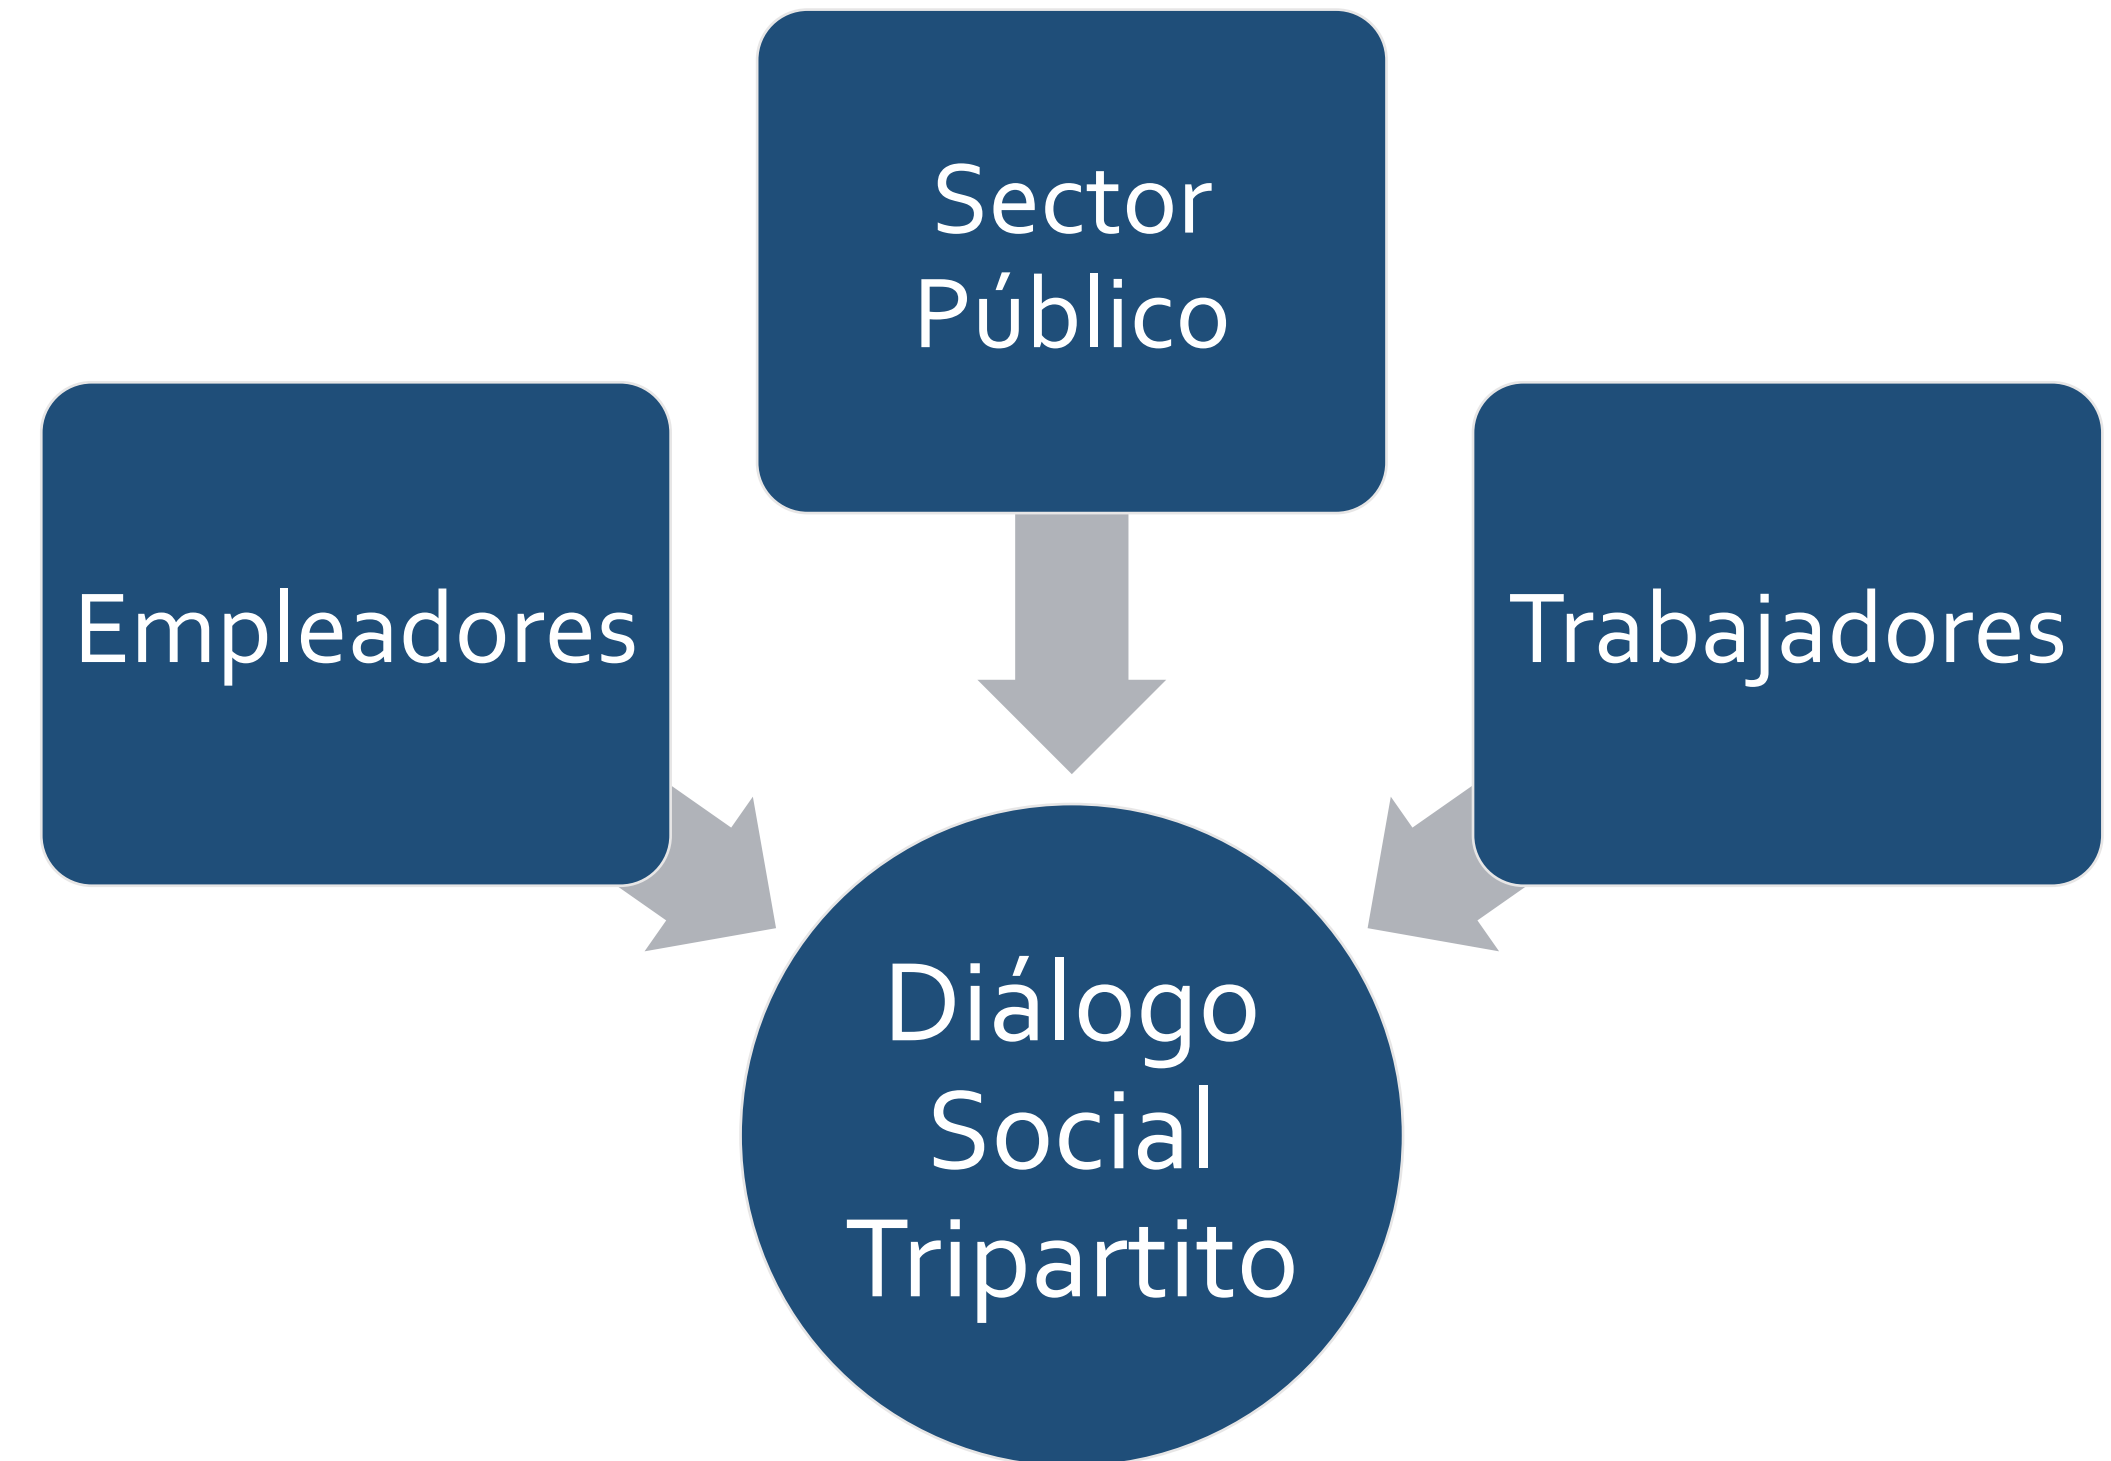 Sector
Público
Empleadores
Trabajadores
Diálogo
Social
Tripartito